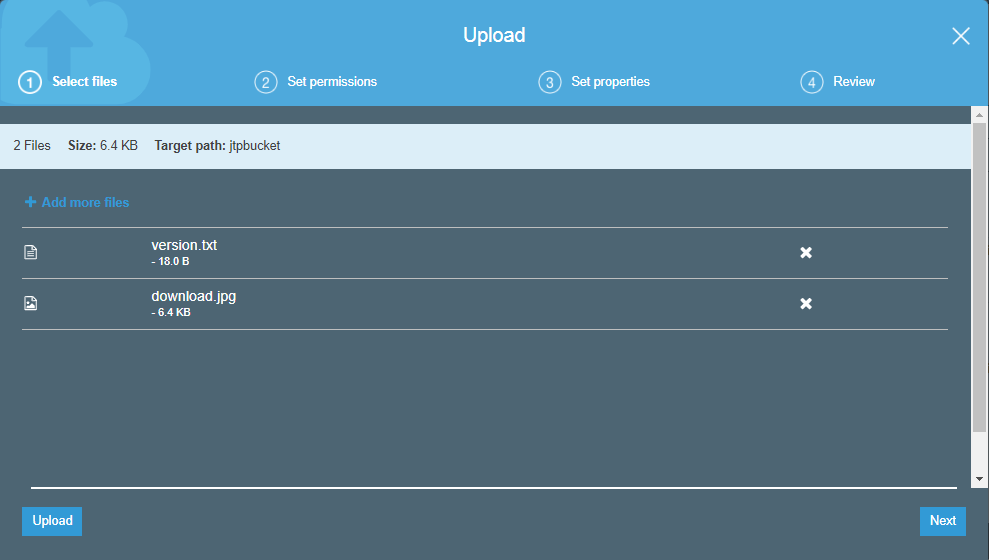 Upload
1 Select files 2 Set permissions 3 Set properties 4 Review
2 Files Size: 6.4 KB Target path: jtpbucket
Add more files
version.txt
- 18.0 B
download.jpg
- 6.4 KB
Upload Next